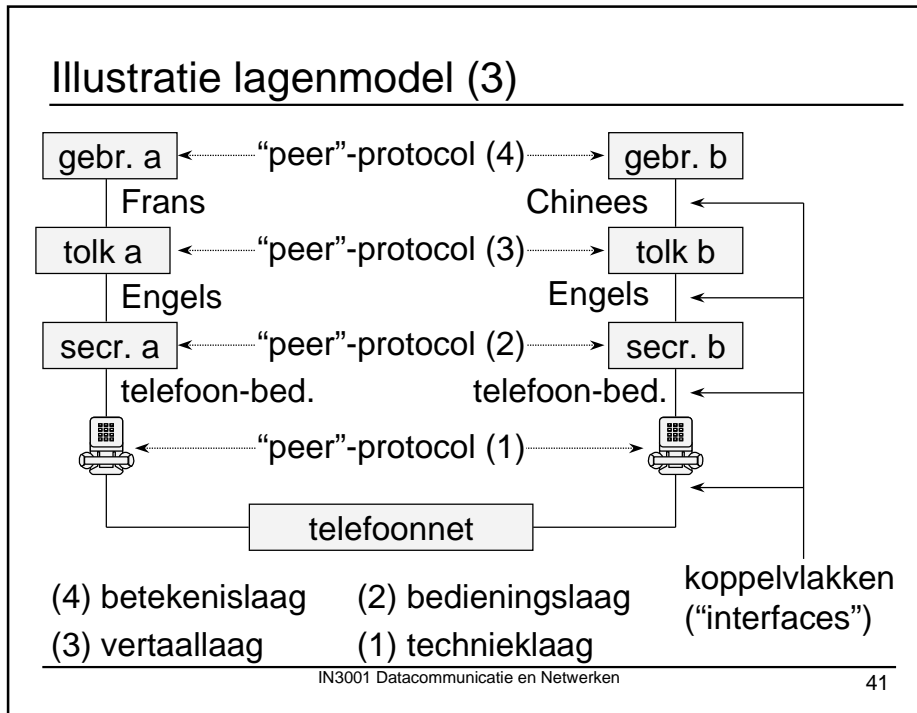 Illustratie lagenmodel (3)
gebr. a “peer”-protocol (4) gebr. b
Frans Chinees
tolk a “peer”-protocol (3) tolk b
Engels Engels
secr. a “peer”-protocol (2) secr. b
telefoon-bed. telefoon-bed.
“peer”-protocol (1)
telefoonnet
koppelvlakken
(“interfaces”)
(4) betekenislaag (2) bedieningslaag
(3) vertaallaag (1) technieklaag
IN3001 Datacommunicatie en Netwerken 41